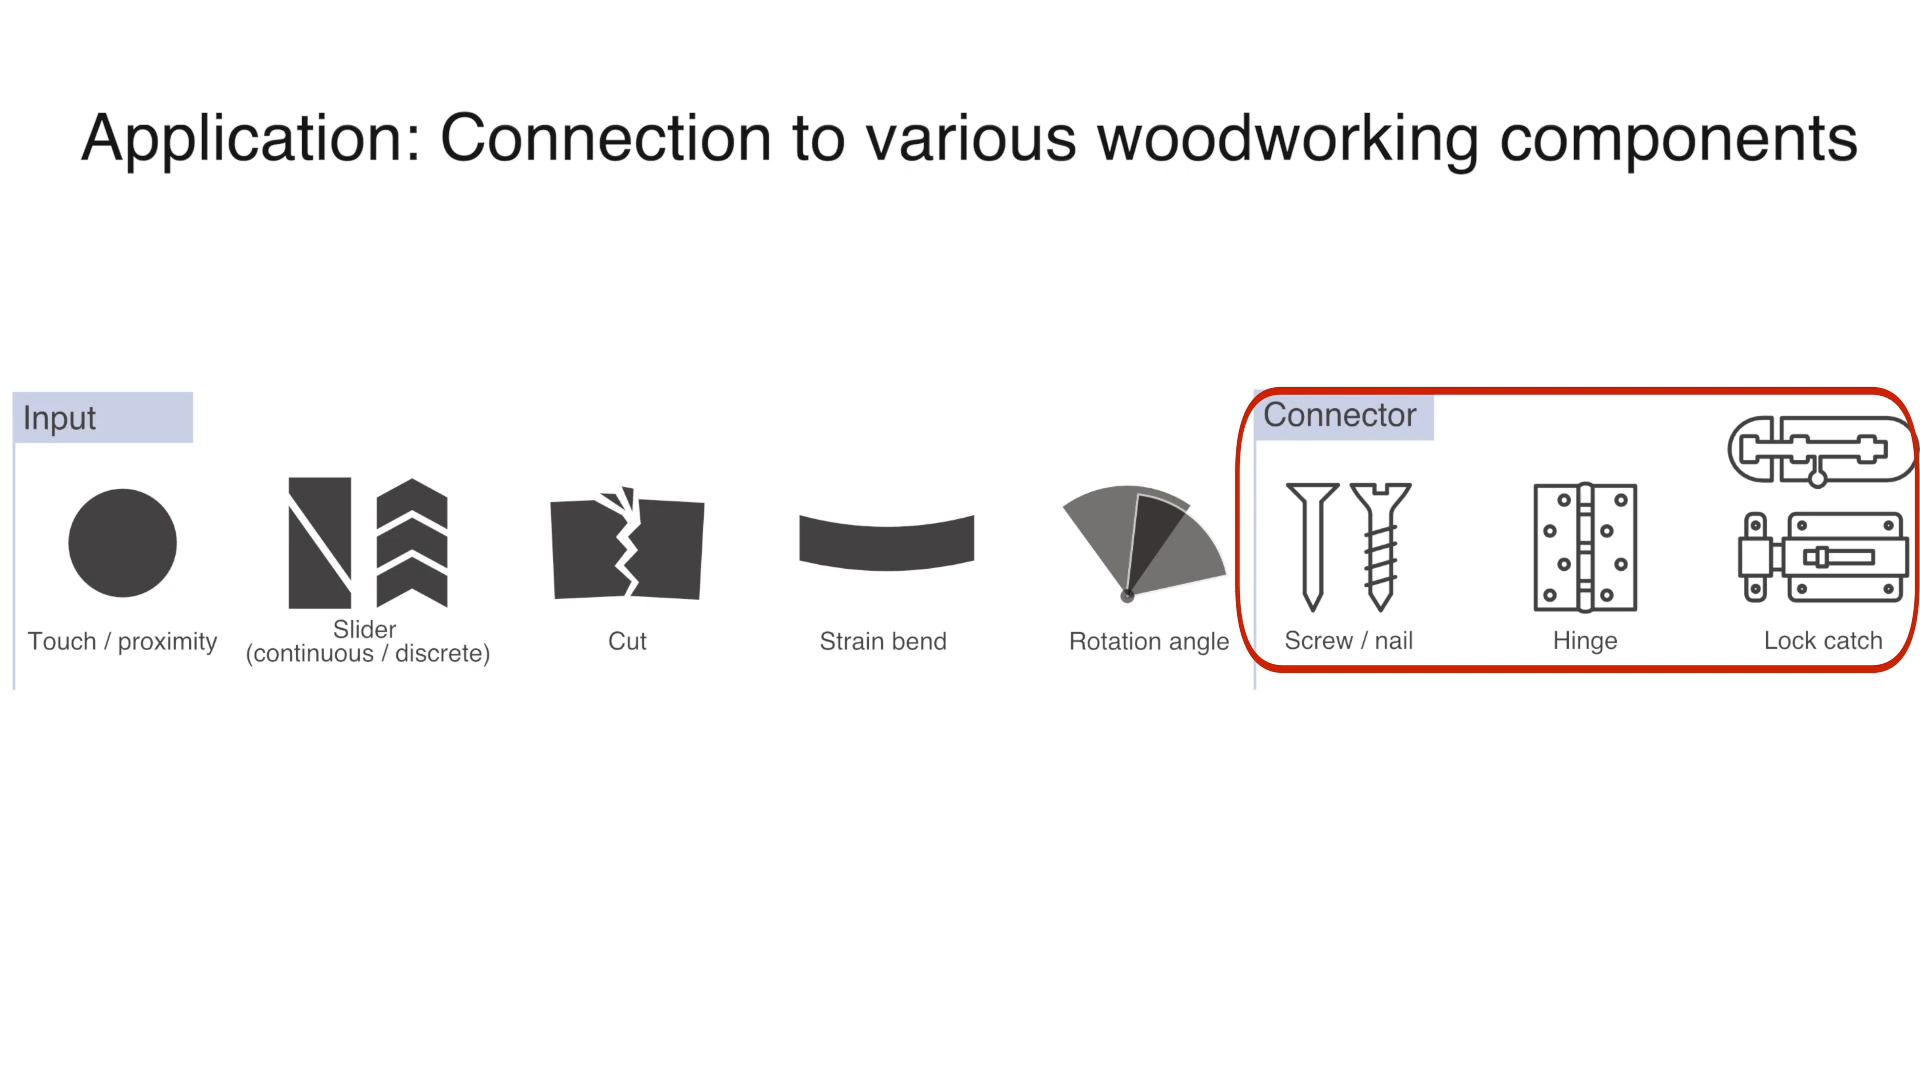 Application: Connection to various woodworking components
Input
Connector
Touch / proximity
Slider
(continuous / discrete)
Cut
Strain bend
Rotation angle
Screw / nail
Hinge
Lock catch